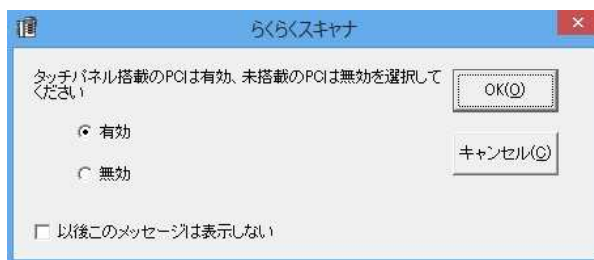 らくらくスキャナ
タッチパネル搭載のPCは有効、未搭載のPCは無効を選択して
ください
OK(O)
有効
キャンセル(C)
無効
以後このメッセージは表示しない